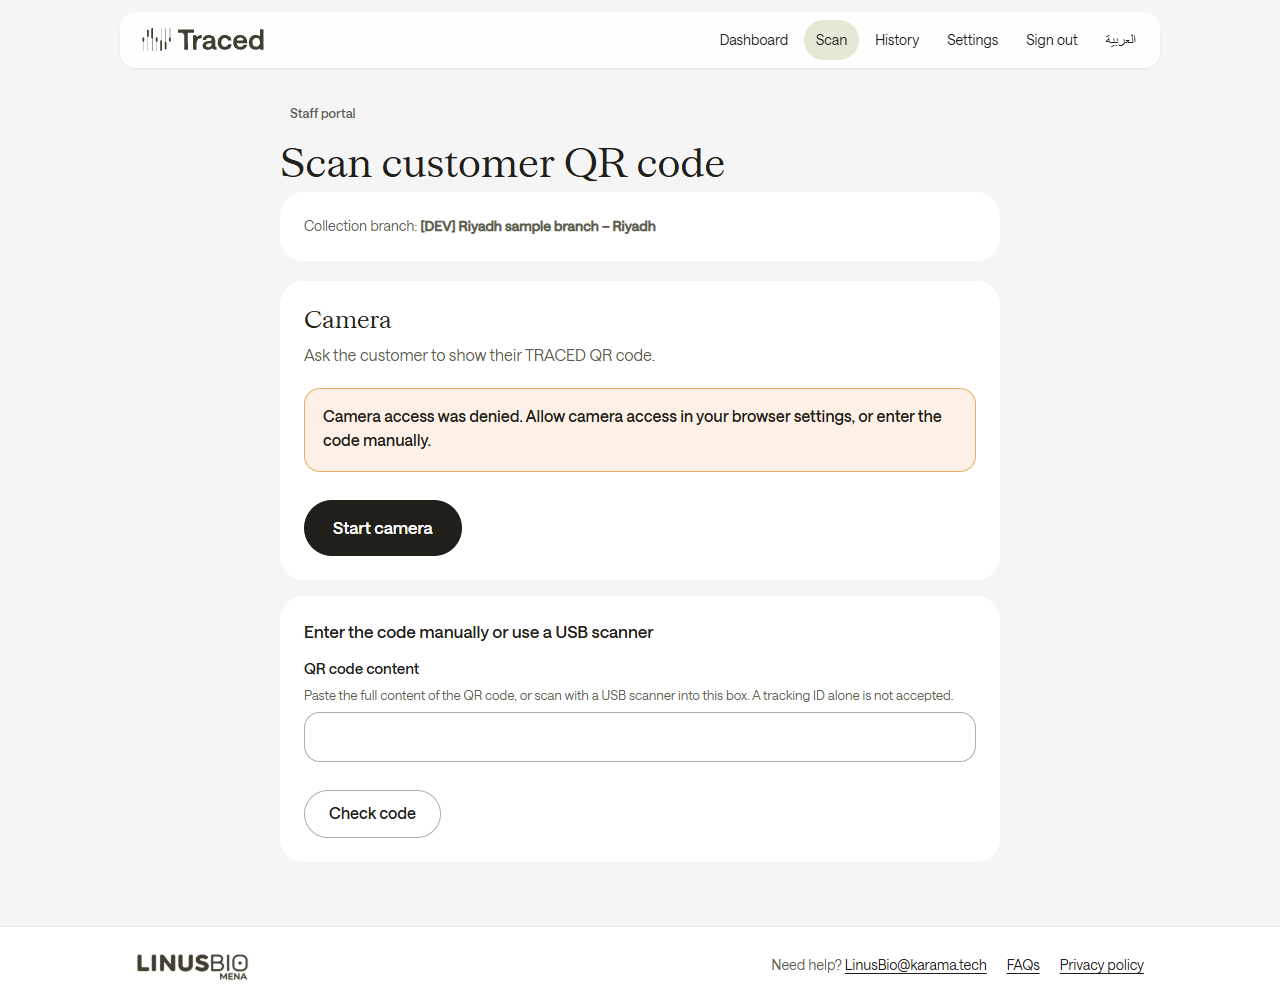 Traced
Dashboard
Scan
History
Settings
Sign out
العربية
Staff portal
Scan customer QR code
Collection branch: [DEV] Riyadh sample branch – Riyadh
Camera
Ask the customer to show their TRACED QR code.
Camera access was denied. Allow camera access in your browser settings, or enter the
code manually.
Start camera
Enter the code manually or use a USB scanner
QR code content
Paste the full content of the QR code, or scan with a USB scanner into this box. A tracking ID alone is not accepted.
Check code
LINUSBIO
MENA
Need help? LinusBio@karama.tech
FAQs
Privacy policy